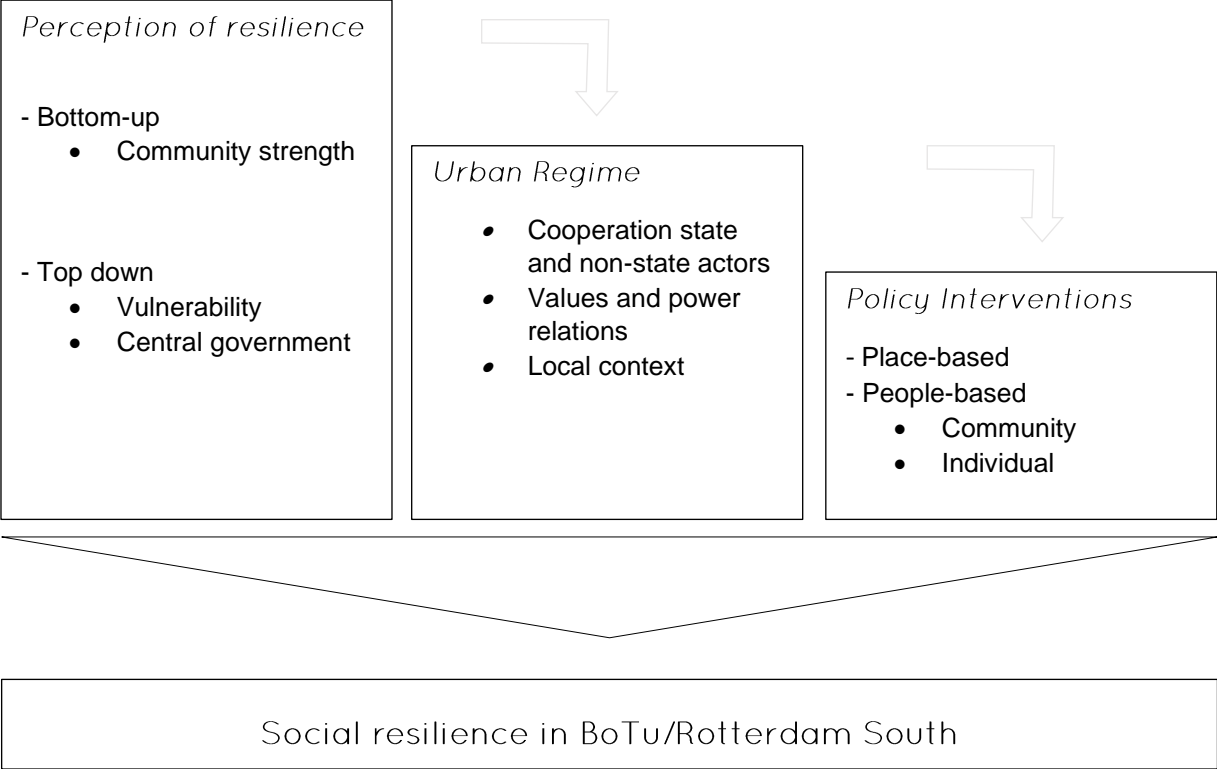 Perception of resilience
- Bottom-up
• Community strength
- Top down
• Vulnerability
• Central government
Urban Regime
• Cooperation state
and non-state actors
• Values and power
relations
• Local context
Policy Interventions
- Place-based
- People-based
• Community
• Individual
Social resilience in BoTu/Rotterdam South